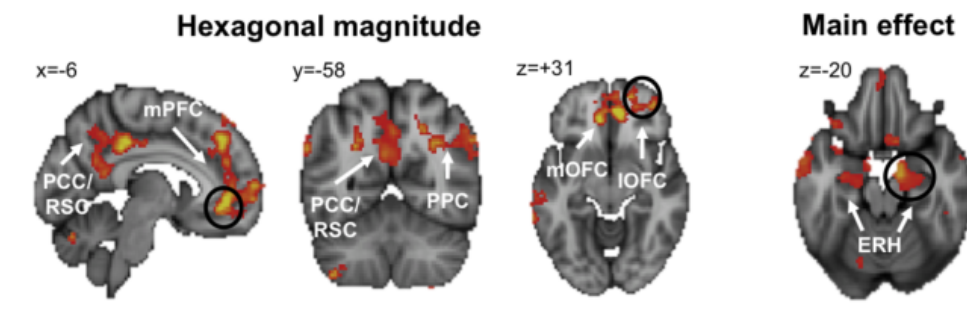 Hexagonal magnitude
Main effect
x=-6
y=-58
z=+31
z=-20
mPFC
PCC/
RSC
PCC/
RSC
PPC
mOFC
lOFC
ERH